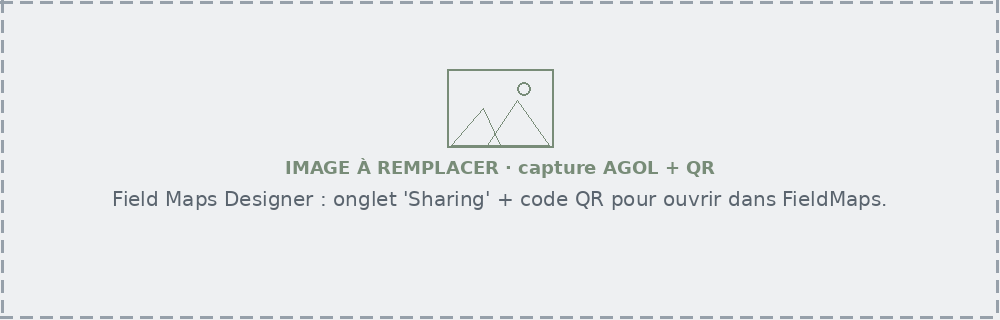 IMAGE À REMPLACER · capture AGOL + QR
Field Maps Designer : onglet 'Sharing' + code QR pour ouvrir dans FieldMaps.